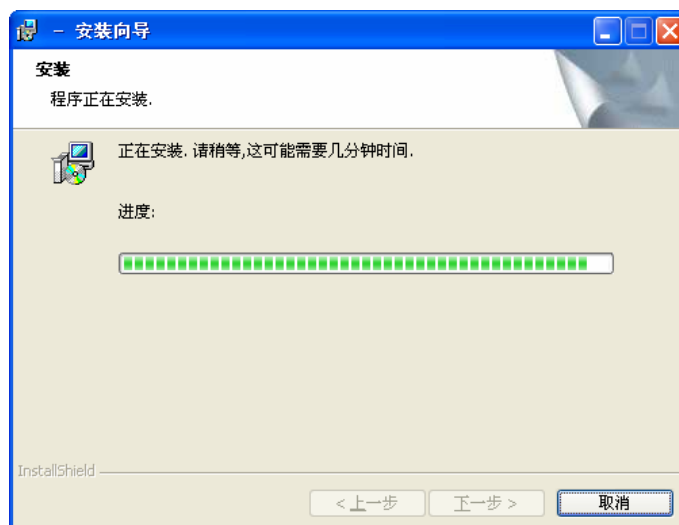 - 安装向导
安装
程序正在安装.
正在安装. 请稍等,这可能需要几分钟时间.
进度:
InstallShield
<上一步
下一步>
取消